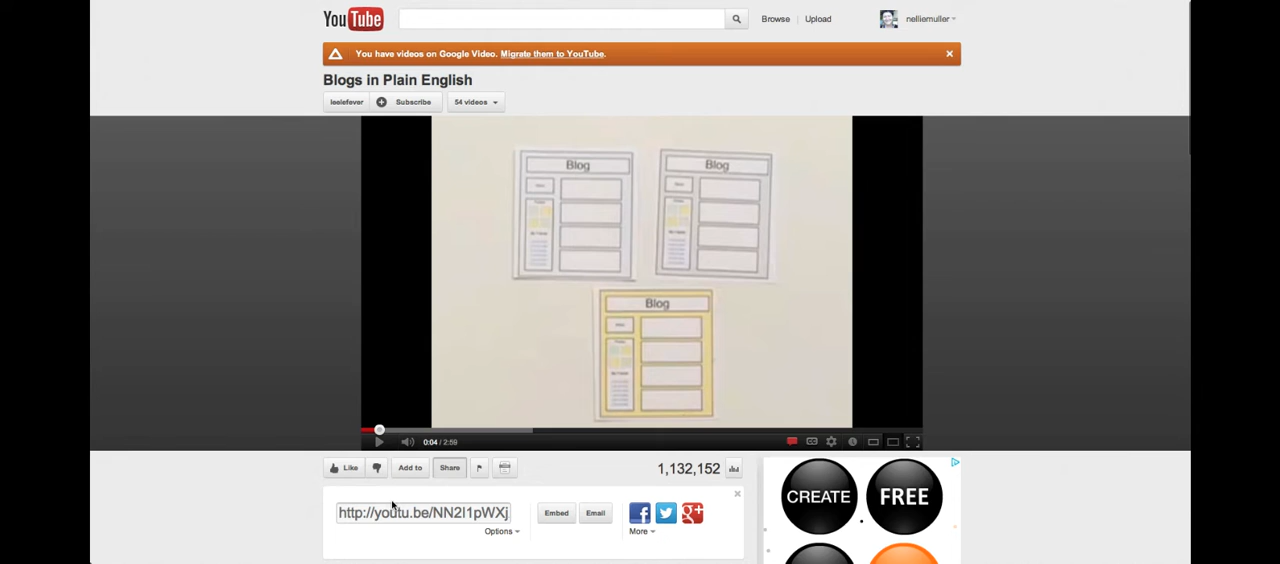 YouTube
Browse | Upload
nelliemuller
You have videos on Google Video. Migrate them to YouTube.
Blogs in Plain English
leelefever
Subscribe
54 videos
Blog
Blog
Blog
0:04 / 2:59
Like
Add to
Share
1,132,152
http://youtu.be/NN2I1pWXj
Embed
Email
Options
More
CREATE
FREE